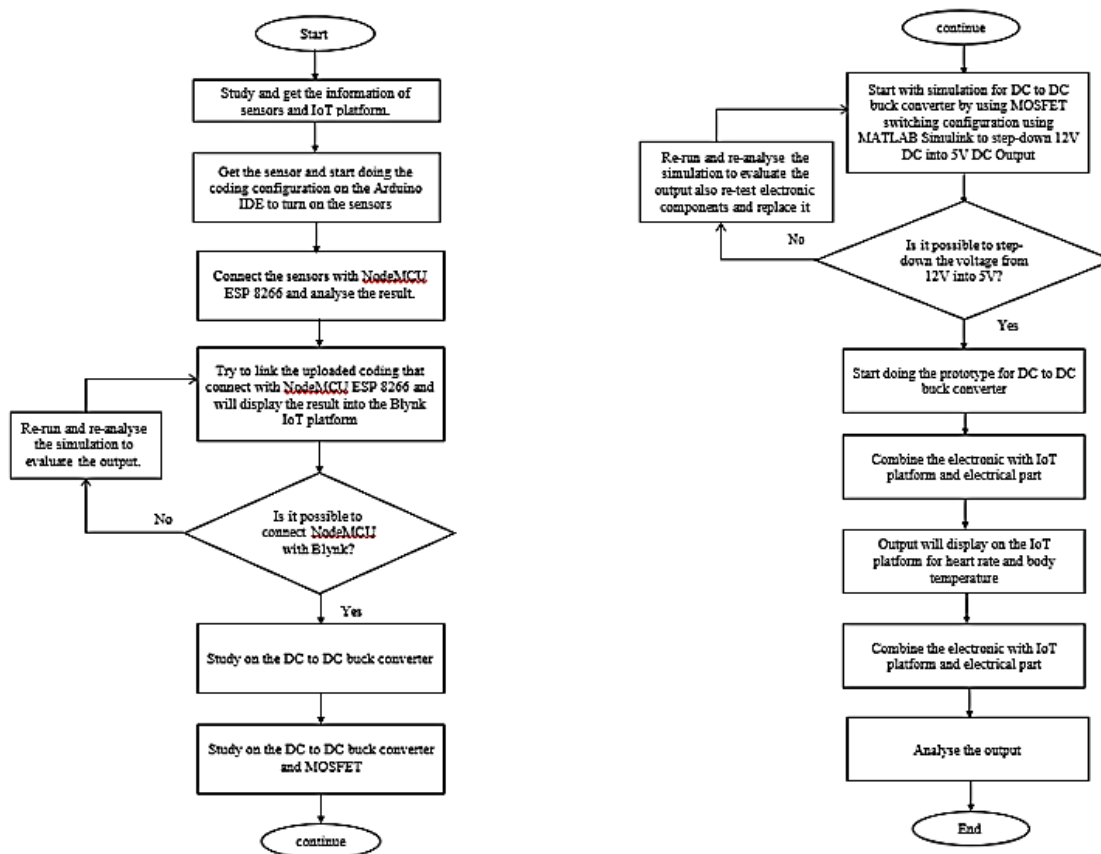 Start
Study and get the information of
sensors and IoT platform.
Get the sensor and start doing the
coding configuration on the Arduino
IDE to turn on the sensors
Connect the sensors with NodeMCU
ESP 8266 and analyse the result.
Try to link the uploaded coding that
connect with NodeMCU ESP 8266 and
will display the result into the Blynk
IoT platform
Re-run and re-analyse
the simulation to
evaluate the output.
No
Is it possible to
connect NodeMCU
with Blynk?
Yes
Study on the DC to DC buck converter
Study on the DC to DC buck converter
and MOSFET
continue
continue
Start with simulation for DC to DC
buck converter by using MOSFET
switching configuration using
MATLAB Simulink to step-down 12V
DC into 5V DC Output
Re-run and re-analyse the
simulation to evaluate the
output also re-test electronic
components and replace it
No
Is it possible to step-
down the voltage from
12V into 5V?
Yes
Start doing the prototype for DC to DC
buck converter
Combine the electronic with IoT
platform and electrical part
Output will display on the IoT
platform for heart rate and body
temperature
Combine the electronic with IoT
platform and electrical part
Analyse the output
End